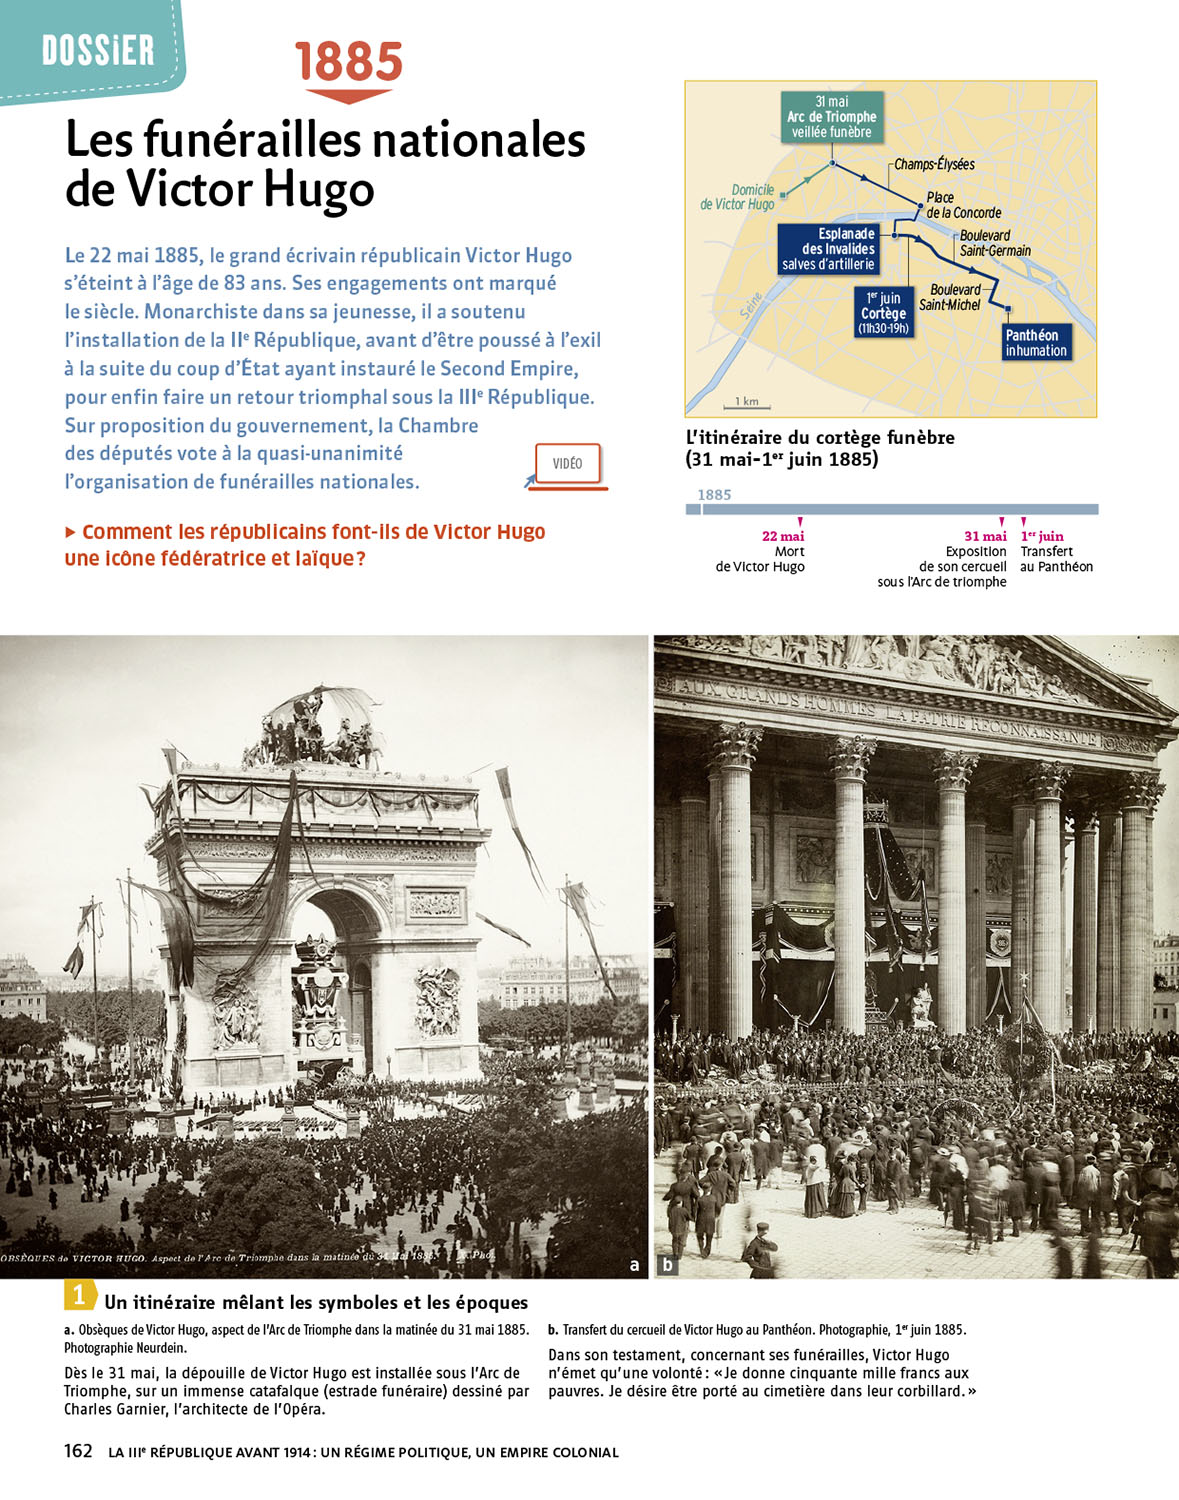 DOSSiER
1885
Les funérailles nationales
de Victor Hugo
Le 22 mai 1885, le grand écrivain républicain Victor Hugo
s’éteint à l’âge de 83 ans. Ses engagements ont marqué
le siècle. Monarchiste dans sa jeunesse, il a soutenu
l’installation de la IIe République, avant d’être poussé à l’exil
à la suite du coup d’État ayant instauré le Second Empire,
pour enfin faire un retour triomphal sous la IIIe République.
Sur proposition du gouvernement, la Chambre
des députés vote à la quasi-unanimité
l’organisation de funérailles nationales.
VIDÉO
Comment les républicains font-ils de Victor Hugo
une icône fédératrice et laïque ?
31 mai
Arc de Triomphe
veillée funèbre
Champs-Élysées
Domicile
de Victor Hugo
Place
de la Concorde
Esplanade
des Invalides
salves d’artillerie
Boulevard
Saint-Germain
Seine
1er juin
Cortège
(11h30-19h)
Boulevard
Saint-Michel
Panthéon
inhumation
1 km
L’itinéraire du cortège funèbre
(31 mai-1er juin 1885)
1885
22 mai
Mort
de Victor Hugo
31 mai
Exposition
de son cercueil
sous l’Arc de triomphe
1er juin
Transfert
au Panthéon
AUX GRANDS HOMMES LA PATRIE RECONNAISSANTE
OBSÈQUES de VICTOR HUGO. Aspect de l’Arc de Triomphe dans la matinée du 31 Mai 1885.
a
b
1 Un itinéraire mêlant les symboles et les époques
a. Obsèques de Victor Hugo, aspect de l’Arc de Triomphe dans la matinée du 31 mai 1885.
Photographie Neurdein.
Dès le 31 mai, la dépouille de Victor Hugo est installée sous l’Arc de
Triomphe, sur un immense catafalque (estrade funéraire) dessiné par
Charles Garnier, l’architecte de l’Opéra.
b. Transfert du cercueil de Victor Hugo au Panthéon. Photographie, 1er juin 1885.
Dans son testament, concernant ses funérailles, Victor Hugo
n’émet qu’une volonté : « Je donne cinquante mille francs aux
pauvres. Je désire être porté au cimetière dans leur corbillard. »
162 LA IIIe RÉPUBLIQUE AVANT 1914 : UN RÉGIME POLITIQUE, UN EMPIRE COLONIAL